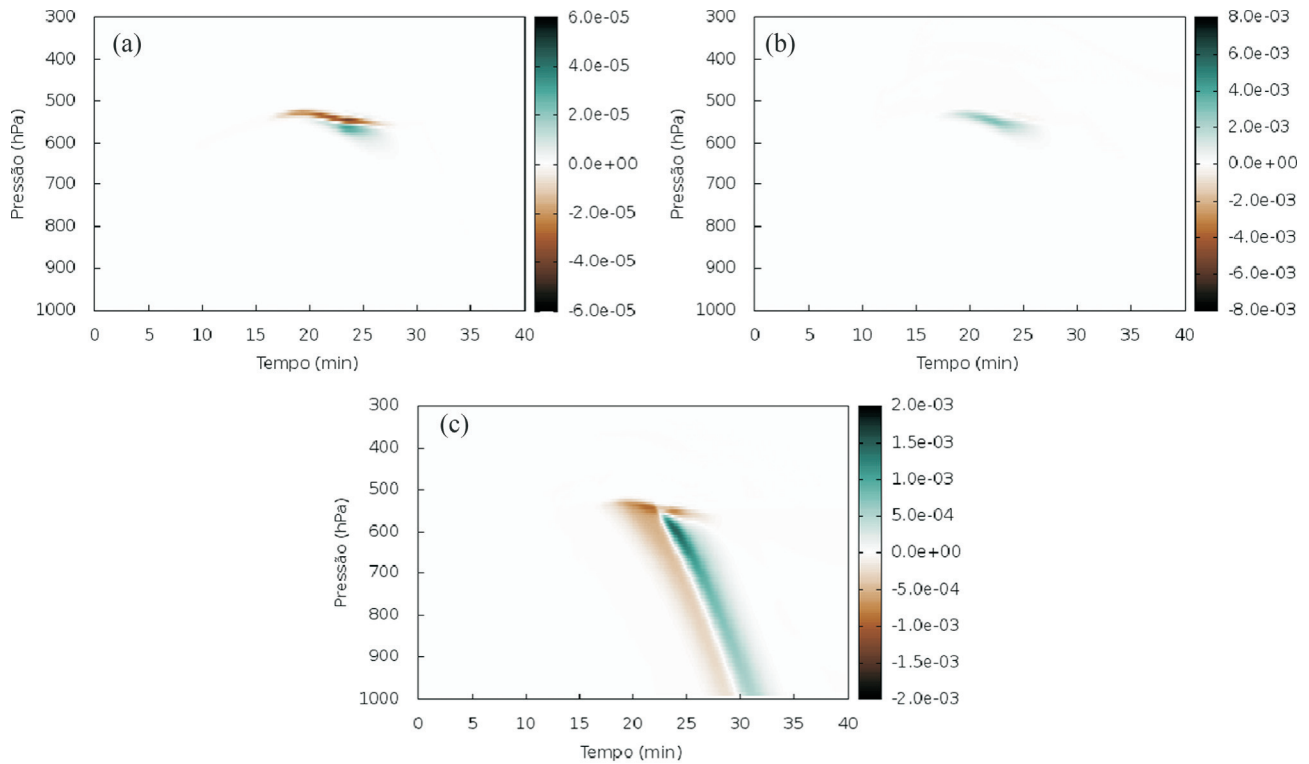 (a)
300
400
500
600
700
800
900
1000
Pressão (hPa)
0 5 10 15 20 25 30 35 40
Tempo (min)
6.0e-05
4.0e-05
2.0e-05
0.0e+00
-2.0e-05
-4.0e-05
-6.0e-05
(b)
300
400
500
600
700
800
900
1000
Pressão (hPa)
0 5 10 15 20 25 30 35 40
Tempo (min)
8.0e-03
6.0e-03
4.0e-03
2.0e-03
0.0e+00
-2.0e-03
-4.0e-03
-6.0e-03
-8.0e-03
(c)
300
400
500
600
700
800
900
1000
Pressão (hPa)
0 5 10 15 20 25 30 35 40
Tempo (min)
2.0e-03
1.5e-03
1.0e-03
5.0e-04
0.0e+00
-5.0e-04
-1.0e-03
-1.5e-03
-2.0e-03